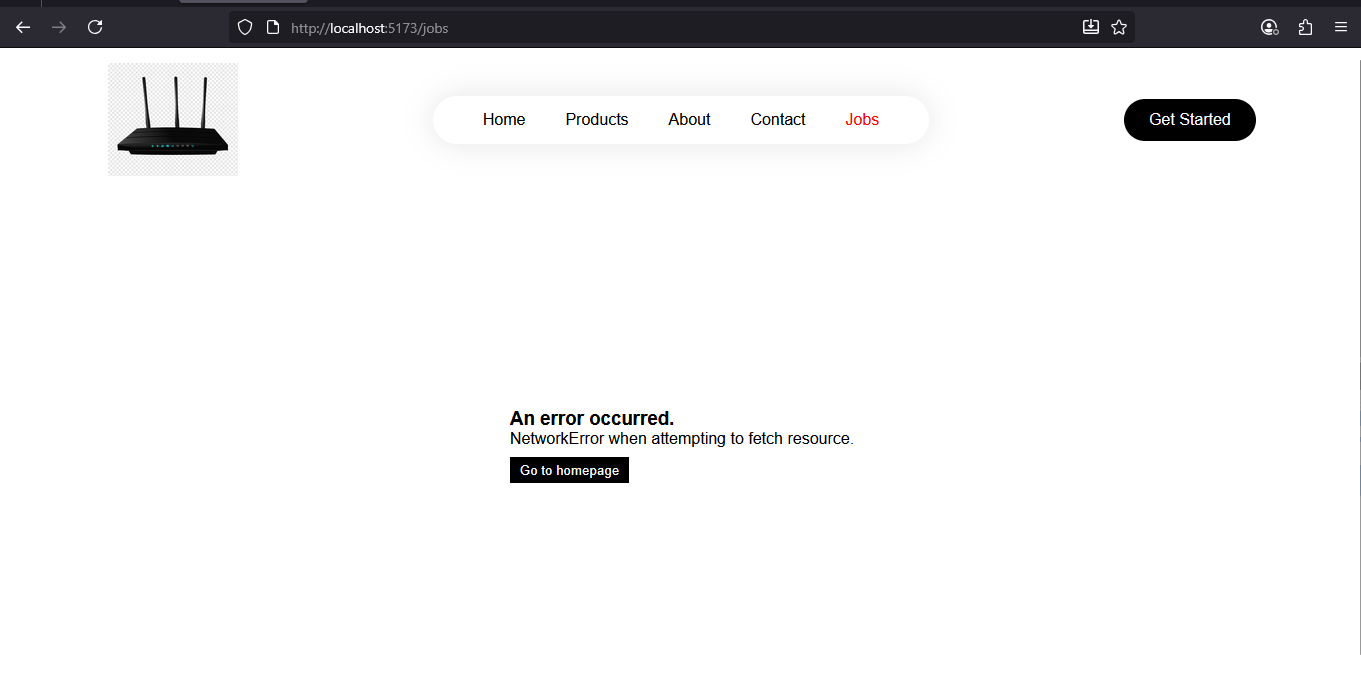 http://localhost:5173/jobs
Home Products About Contact Jobs
Get Started
An error occurred.
NetworkError when attempting to fetch resource.
Go to homepage